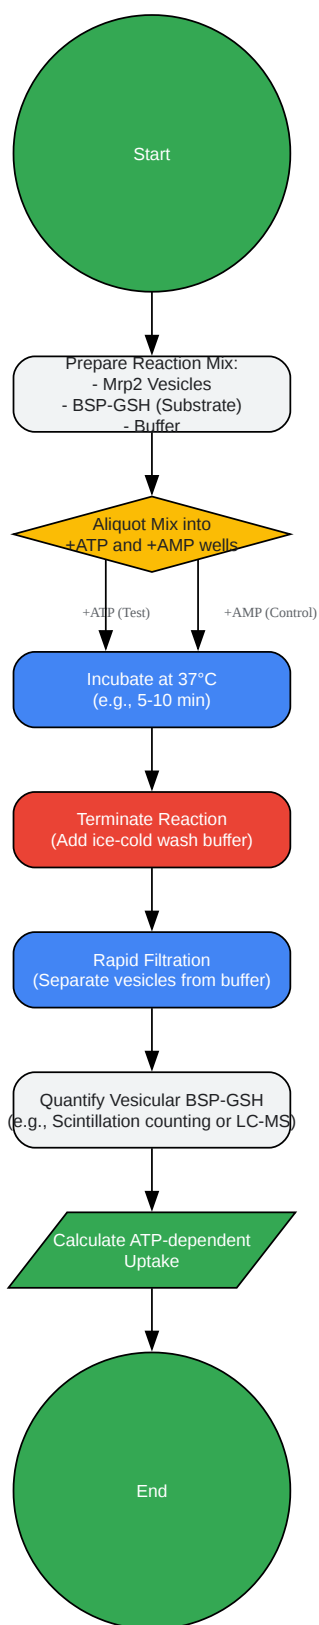 Start
Prepare Reaction Mix:
- Mrp2 Vesicles
- BSP-GSH (Substrate)
- Buffer
Aliquot Mix into
+ATP and +AMP wells
+ATP (Test)
+AMP (Control)
Incubate at 37°C
(e.g., 5-10 min)
Terminate Reaction
(Add ice-cold wash buffer)
Rapid Filtration
(Separate vesicles from buffer)
Quantify Vesicular BSP-GSH
(e.g., Scintillation counting or LC-MS)
Calculate ATP-dependent
Uptake
End